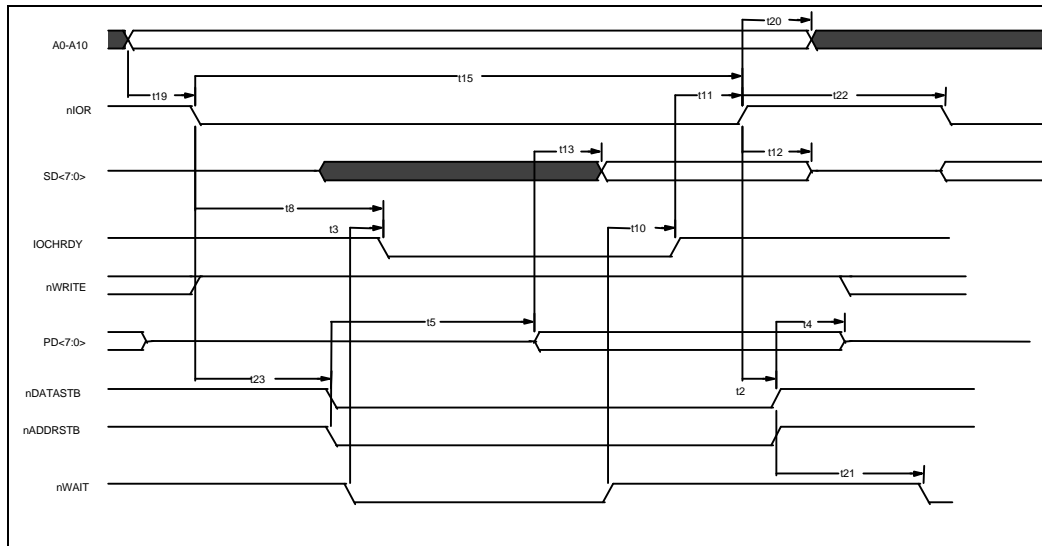 t20
A0-A10
t15
t19
t11
t22
nIOR
t13
t12
SD<7:0>
t8
t3
t10
IOCHRDY
nWRITE
t5
t4
PD<7:0>
t23
t2
nDATASTB
nADDRSTB
t21
nWAIT